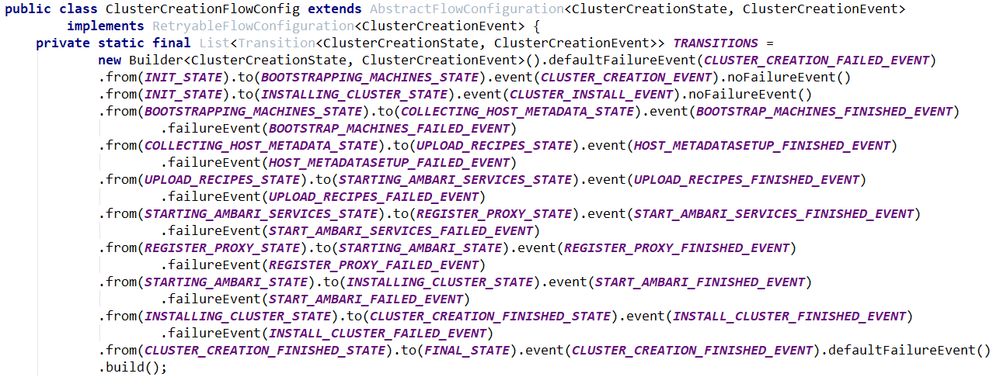 public class ClusterCreationFlowConfig extends AbstractFlowConfiguration<ClusterCreationState, ClusterCreationEvent>
        implements RetryableFlowConfiguration<ClusterCreationEvent> {
    private static final List<Transition<ClusterCreationState, ClusterCreationEvent>> TRANSITIONS =
            new Builder<ClusterCreationState, ClusterCreationEvent>().defaultFailureEvent(CLUSTER_CREATION_FAILED_EVENT)
            .from(INIT_STATE).to(BOOTSTRAPPING_MACHINES_STATE).event(CLUSTER_CREATION_EVENT).noFailureEvent()
            .from(INIT_STATE).to(INSTALLING_CLUSTER_STATE).event(CLUSTER_INSTALL_EVENT).noFailureEvent()
            .from(BOOTSTRAPPING_MACHINES_STATE).to(COLLECTING_HOST_METADATA_STATE).event(BOOTSTRAP_MACHINES_FINISHED_EVENT)
                    .failureEvent(BOOTSTRAP_MACHINES_FAILED_EVENT)
            .from(COLLECTING_HOST_METADATA_STATE).to(UPLOAD_RECIPES_STATE).event(HOST_METADATASETUP_FINISHED_EVENT)
                    .failureEvent(HOST_METADATASETUP_FAILED_EVENT)
            .from(UPLOAD_RECIPES_STATE).to(STARTING_AMBARI_SERVICES_STATE).event(UPLOAD_RECIPES_FINISHED_EVENT)
                    .failureEvent(UPLOAD_RECIPES_FAILED_EVENT)
            .from(STARTING_AMBARI_SERVICES_STATE).to(REGISTER_PROXY_STATE).event(START_AMBARI_SERVICES_FINISHED_EVENT)
                    .failureEvent(START_AMBARI_SERVICES_FAILED_EVENT)
            .from(REGISTER_PROXY_STATE).to(STARTING_AMBARI_STATE).event(REGISTER_PROXY_FINISHED_EVENT)
                    .failureEvent(REGISTER_PROXY_FAILED_EVENT)
            .from(STARTING_AMBARI_STATE).to(INSTALLING_CLUSTER_STATE).event(START_AMBARI_FINISHED_EVENT)
                    .failureEvent(START_AMBARI_FAILED_EVENT)
            .from(INSTALLING_CLUSTER_STATE).to(CLUSTER_CREATION_FINISHED_STATE).event(INSTALL_CLUSTER_FINISHED_EVENT)
                    .failureEvent(INSTALL_CLUSTER_FAILED_EVENT)
            .from(CLUSTER_CREATION_FINISHED_STATE).to(FINAL_STATE).event(CLUSTER_CREATION_FINISHED_EVENT).defaultFailureEvent()
            .build();